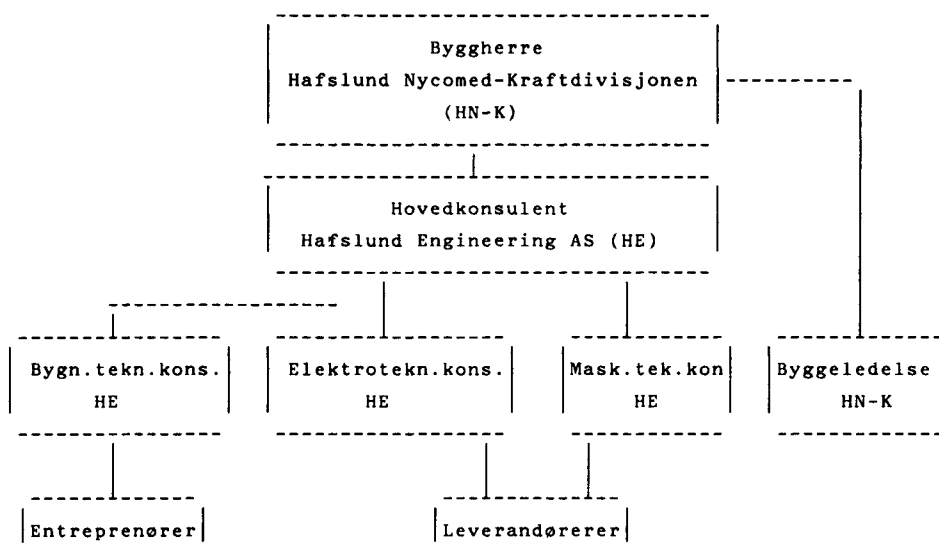 Byggherre
Hafslund Nycomed-Kraftdivisjonen
(HN-K)
Hovedkonsulent
Hafslund Engineering AS (HE)
Bygn.tekn.kons. Elektrotekn.kons. Mask.tek.kon Byggeledelse
HE HE HE HN-K
Entreprenører Leverandørerer